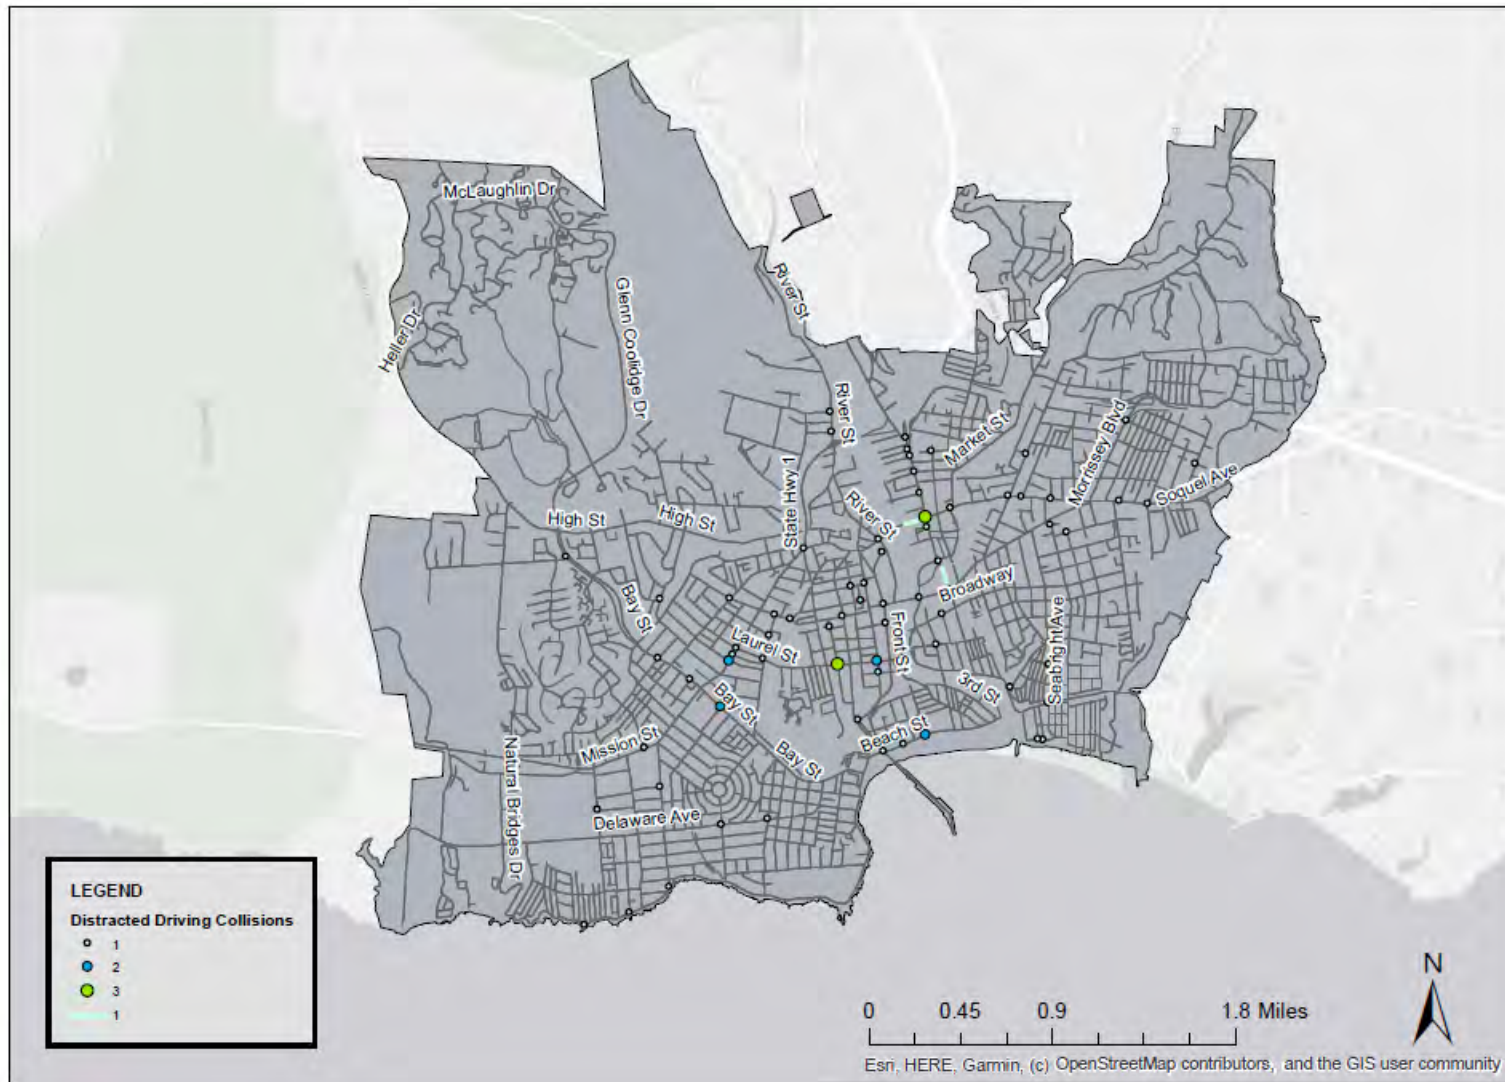 McLaughlin Dr
Heller Dr
Glenn Coolidge Dr
River St
River St
Market St
Morrissey Blvd
Soquel Ave
State Hwy 1
River St
High St
High St
Bay St
Broadway
Laurel St
Front St
Seabright Ave
3rd St
Bay St
Beach St
Mission St
Bay St
Natural Bridges Dr
Delaware Ave
LEGEND
Distracted Driving Collisions
1
2
3
1
N
0 0.45 0.9 1.8 Miles
Esri, HERE, Garmin, (c) OpenStreetMap contributors, and the GIS user community